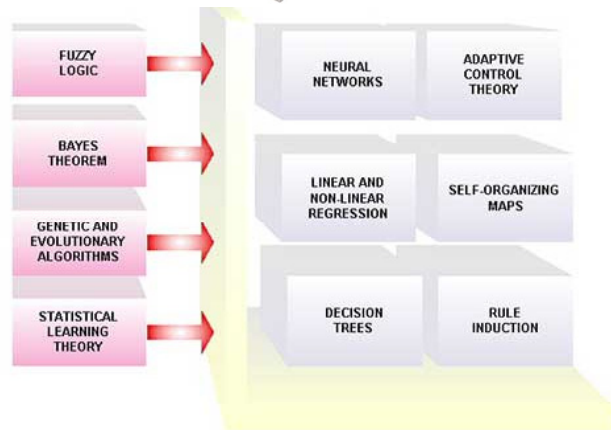 FUZZY
LOGIC
BAYES
THEOREM
GENETIC AND
EVOLUTIONARY
ALGORITHMS
STATISTICAL
LEARNING
THEORY
NEURAL
NETWORKS
ADAPTIVE
CONTROL
THEORY
LINEAR AND
NON-LINEAR
REGRESSION
SELF-ORGANIZING
MAPS
DECISION
TREES
RULE
INDUCTION